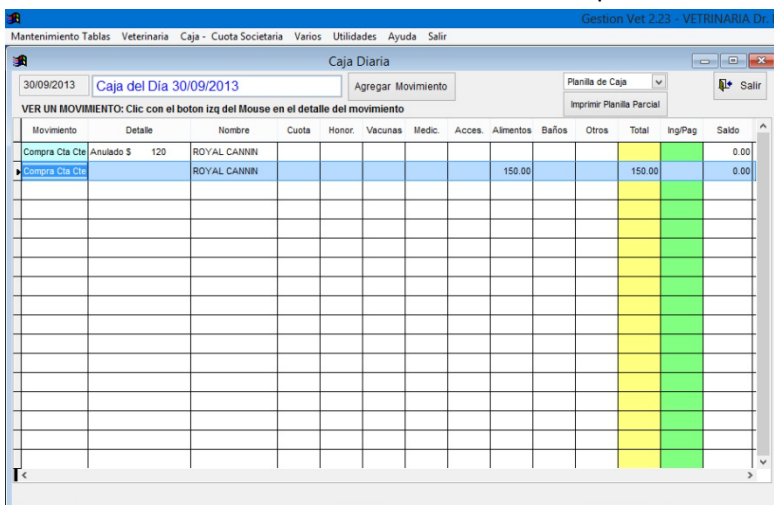 Gestion Vet 2.23 - VETRINARIA Dr.
Mantenimiento Tablas Veterinaria Caja - Cuota Societaria Varios Utilidades Ayuda Salir
Caja Diaria
30/09/2013 Caja del Día 30/09/2013 Agregar Movimiento Planilla de Caja Salir
VER UN MOVIMIENTO: Clic con el boton izq del Mouse en el detalle del movimiento Imprimir Planilla Parcial
Movimiento Detalle Nombre Cuota Honor. Vacunas Medic. Acces. Alimentos Baños Otros Total Ing/Pag Saldo
Compra Cta Cte Anulado $ 120 ROYAL CANNIN 0.00
Compra Cta Cte ROYAL CANNIN 150.00 150.00 0.00